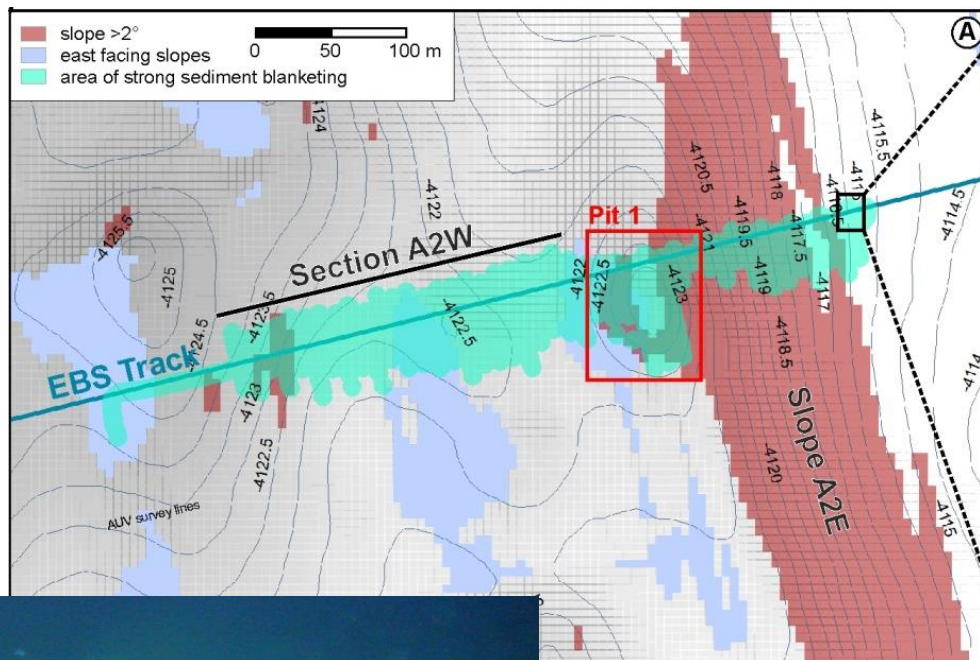 slope >2°
east facing slopes
area of strong sediment blanketing
0 50 100 m
A
-4124
-4122
-4120.5
-4118
-4115.5
-4119.5
-4114.5
Pit 1
-4121
-4117.5
-4125.5
-4125
Section A2W
-4122
-4122.5
-4123
-4119
-4117
-4124.5
-4122.5
-4118.5
EBS Track
-4123
-4114
Slope A2E
-4122.5
-4120
AUV survey lines
-4115